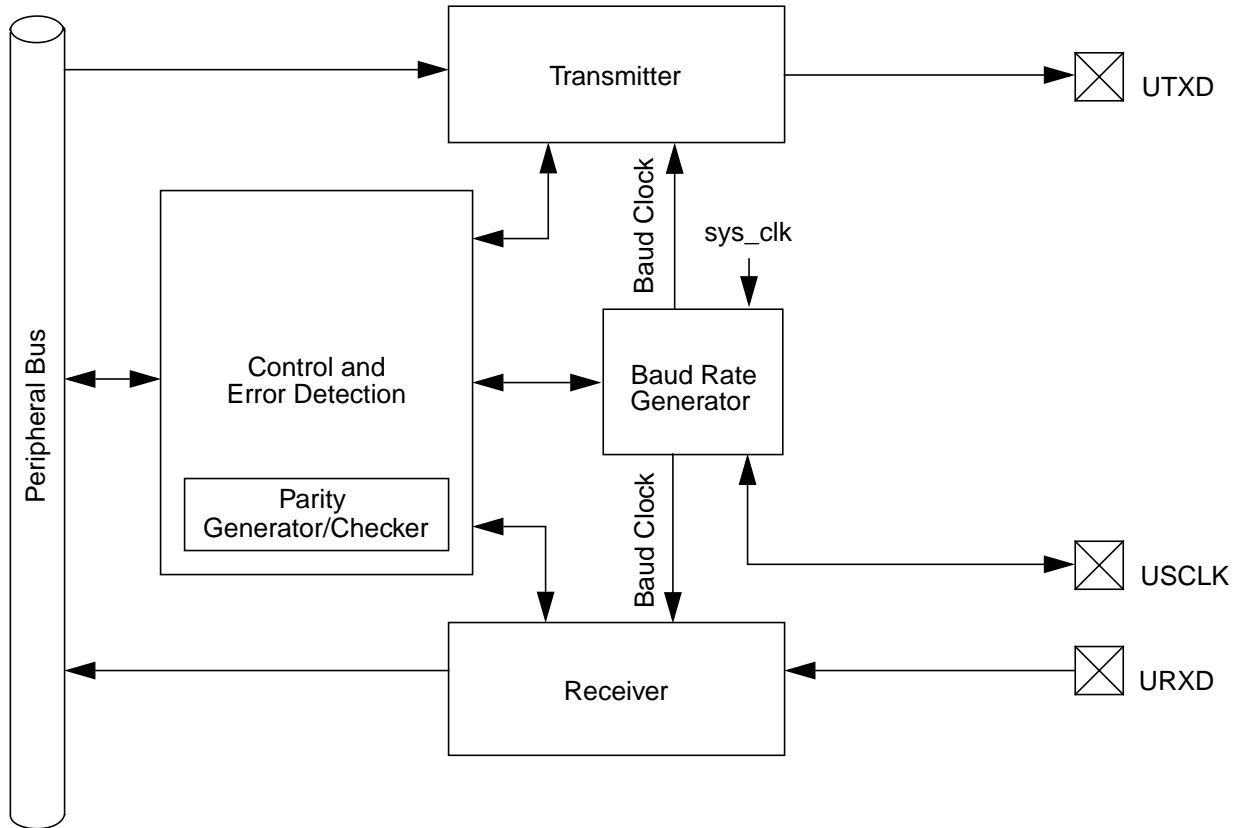 Transmitter
UTXD
Baud Clock
sys_clk
Peripheral Bus
Control and
Error Detection
Baud Rate
Generator
Parity
Generator/Checker
Baud Clock
USCLK
Receiver
URXD